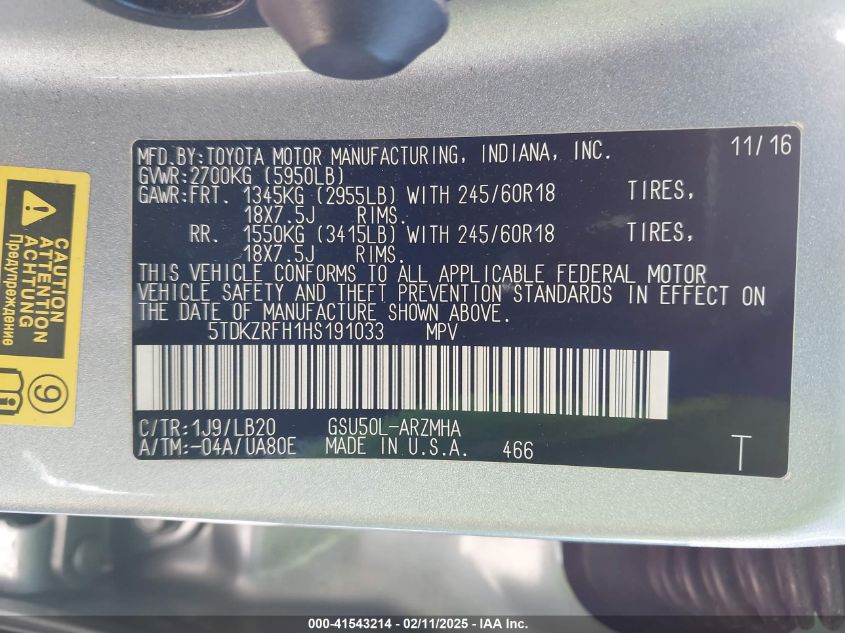 MFD.BY:TOYOTA MOTOR MANUFACTURING, INDIANA, INC. 11/16
GVWR:2700KG (5950LB)
GAWR:FRT. 1345KG (2955LB) WITH 245/60R18 TIRES,
18X7.5J RIMS.
RR. 1550KG (3415LB) WITH 245/60R18 TIRES,
18X7.5J RIMS.
THIS VEHICLE CONFORMS TO ALL APPLICABLE FEDERAL MOTOR
VEHICLE SAFETY AND THEFT PREVENTION STANDARDS IN EFFECT ON
THE DATE OF MANUFACTURE SHOWN ABOVE.
5TDKZRFH1HS191033 MPV
C/TR:1J9/LB20 GSU50L-ARZMHA
A/TM:-04A/UA80E MADE IN U.S.A. 466 T
CAUTION
ATTENTION
ACHTUNG
Предупреждение
9
000-41543214 - 02/11/2025 - IAA Inc.